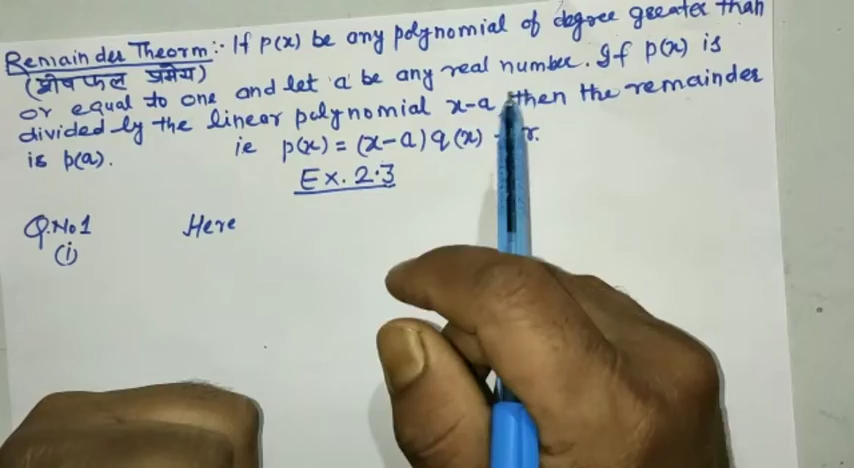 Remainder Theorm:- If p(x) be any polynomial of degree greater than
(शेषफल प्रमेय) or equal to one and let 'a' be any real number. If p(x) is
divided by the linear polynomial x-a then the remainder
is p(a). ie p(x) = (x-a) q(x) + r.
Ex. 2.3
Q.No 1 Here
(i)